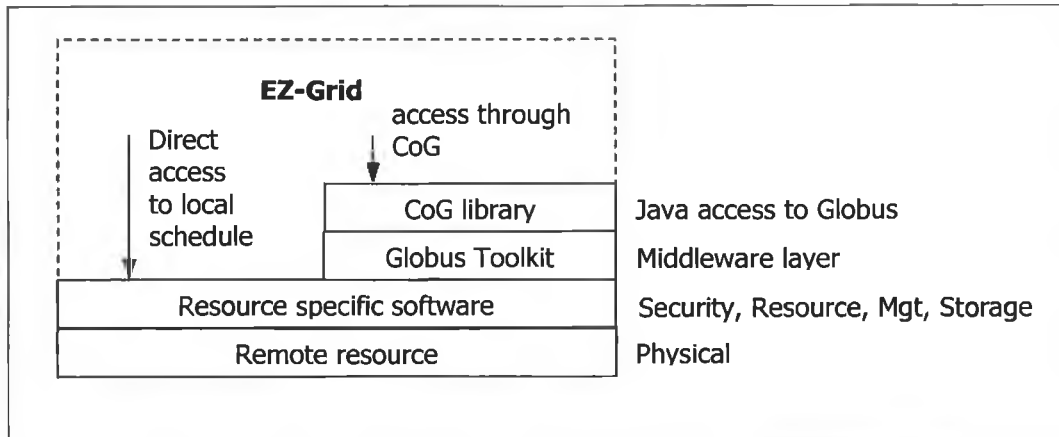 EZ-Grid
Direct
access
to local
schedule
access through
CoG
CoG library
Java access to Globus
Globus Toolkit
Middleware layer
Resource specific software
Security, Resource, Mgt, Storage
Remote resource
Physical